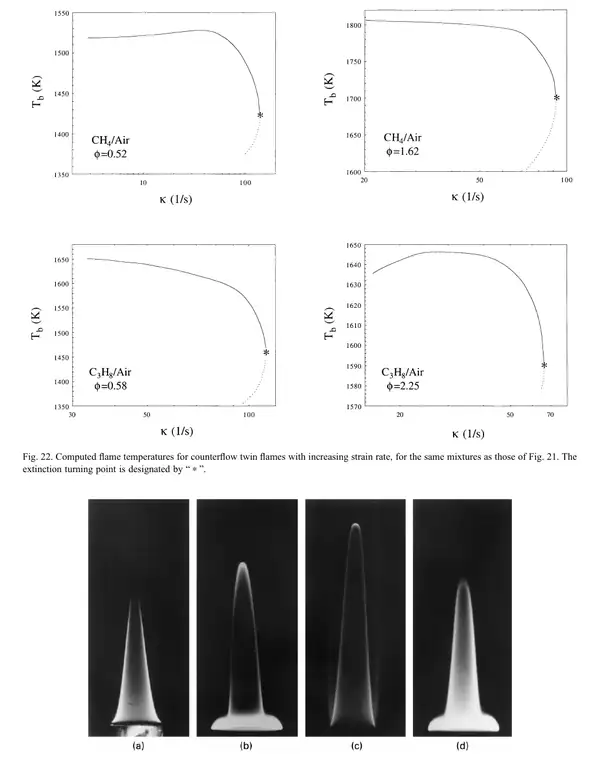 1550
1500
1450
1400
1350
T_b (K)
CH₄/Air
ϕ=0.52
10
100
κ (1/s)
1800
1750
1700
1650
1600
T_b (K)
*
CH₄/Air
ϕ=1.62
20
50
100
κ (1/s)
1650
1600
1550
1500
1450
1400
1350
T_b (K)
*
C₃H₈/Air
ϕ=0.58
30
50
100
κ (1/s)
1650
1640
1630
1620
1610
1600
1590
1580
1570
T_b (K)
*
C₃H₈/Air
ϕ=2.25
20
50
70
κ (1/s)
Fig. 22. Computed flame temperatures for counterflow twin flames with increasing strain rate, for the same mixtures as those of Fig. 21. The
extinction turning point is designated by “ * ”.
(a)
(b)
(c)
(d)